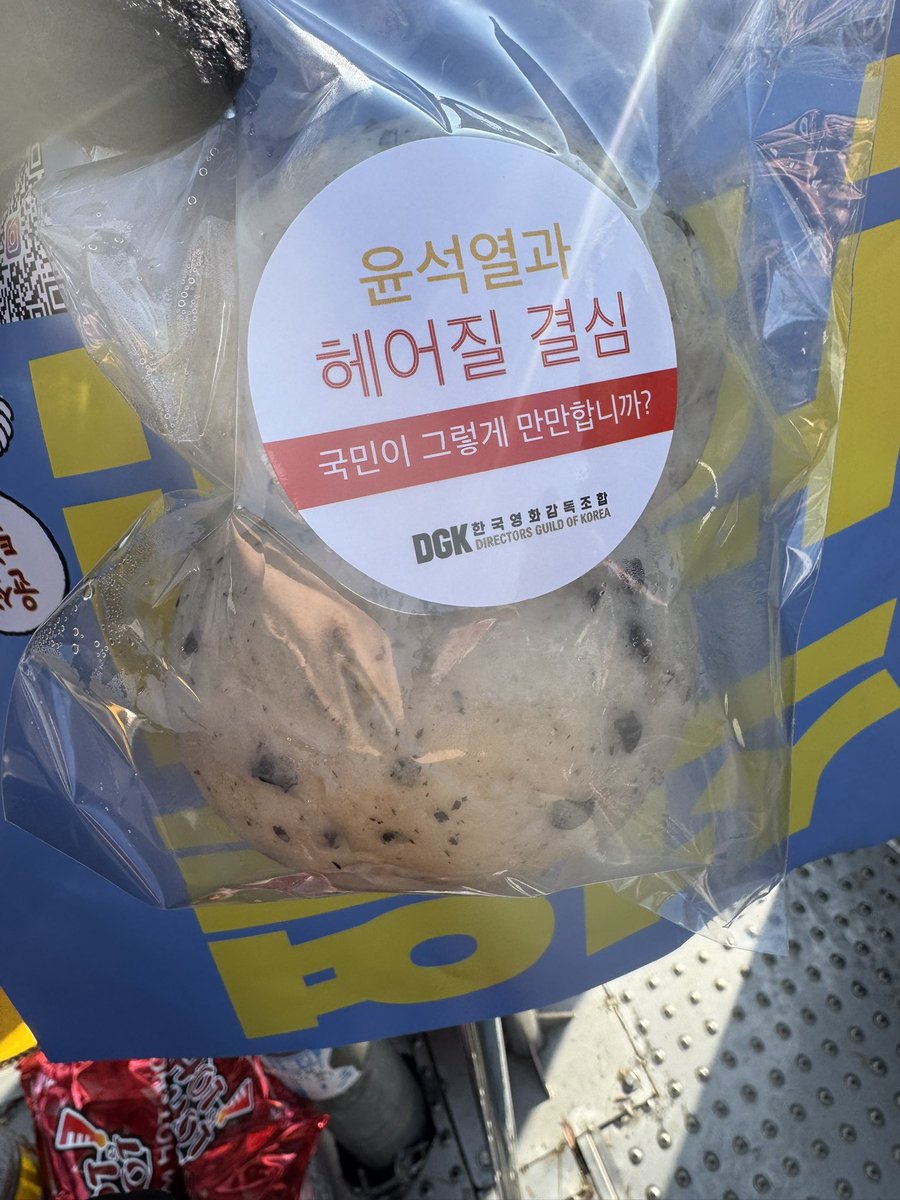 윤석열과
헤어질 결심
국민이 그렇게 만만합니까?
DGK 한국영화감독조합
DIRECTORS GUILD OF KOREA